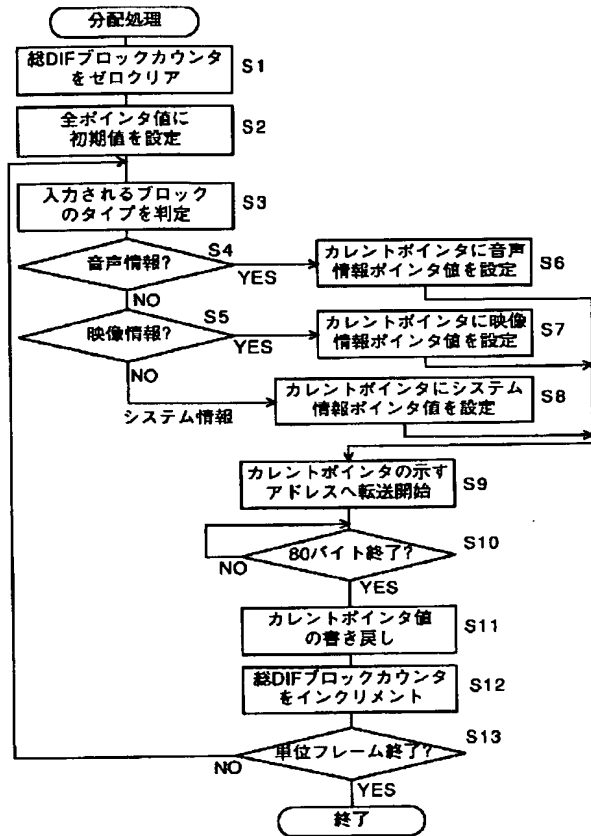 分配処理
総DIFブロックカウンタ
をゼロクリア
S1
全ポインタ値に
初期値を設定
S2
入力されるブロック
のタイプを判定
S3
音声情報?
S4
YES
NO
カレントポインタに音声
情報ポインタ値を設定
S6
映像情報?
S5
YES
NO
カレントポインタに映像
情報ポインタ値を設定
S7
システム情報
カレントポインタにシステム
情報ポインタ値を設定
S8
カレントポインタの示す
アドレスへ転送開始
S9
80バイト終了?
S10
NO
YES
カレントポインタ値
の書き戻し
S11
総DIFブロックカウンタ
をインクリメント
S12
単位フレーム終了?
S13
NO
YES
終了